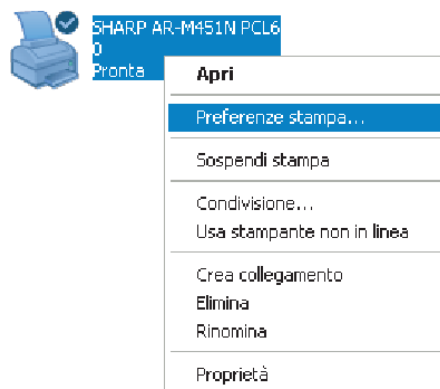 SHARP AR-M451N PCL6
0
Pronta
Apri
Preferenze stampa...
Sospendi stampa
Condivisione...
Usa stampante non in linea
Crea collegamento
Elimina
Rinomina
Proprietà